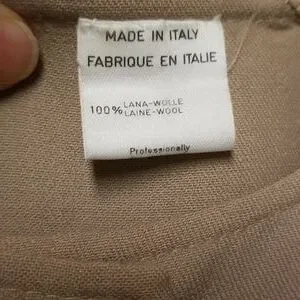 MADE IN ITALY
FABRIQUE EN ITALIE
100% LANA-WOLLE
LAINE-WOOL
Professionally